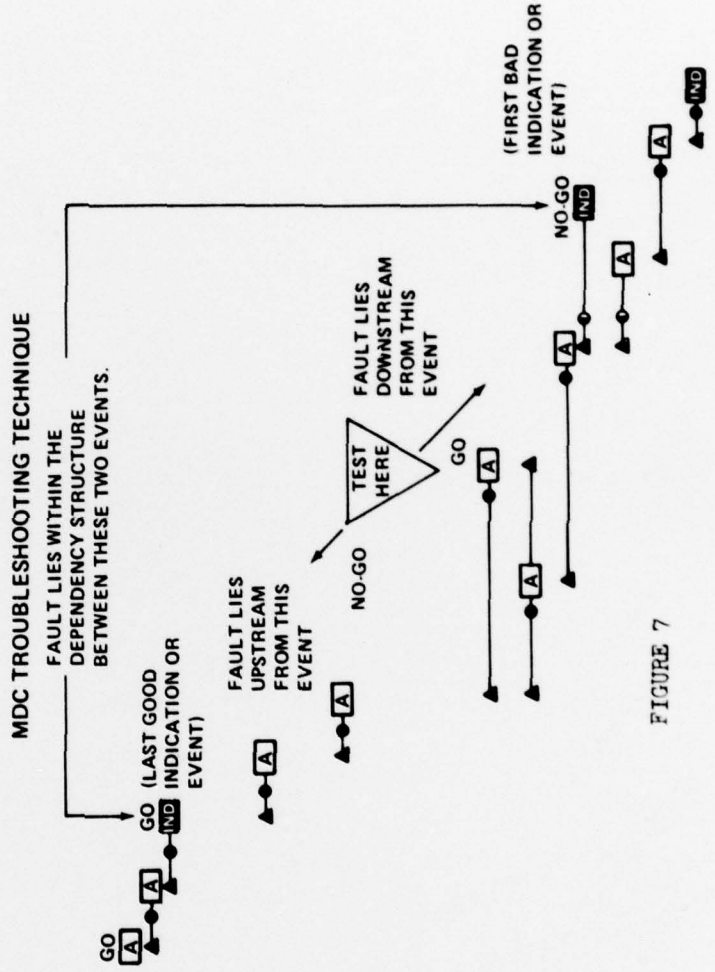 MDC TROUBLESHOOTING TECHNIQUE
FAULT LIES WITHIN THE
DEPENDENCY STRUCTURE
BETWEEN THESE TWO EVENTS.
GO
A
A
GO (LAST GOOD
IND INDICATION OR
EVENT)
FAULT LIES
UPSTREAM
FROM THIS
EVENT
A
NO-GO
A
TEST
HERE
FAULT LIES
DOWNSTREAM
FROM THIS
EVENT
GO
A
A
A
(FIRST BAD
INDICATION OR
EVENT)
NO-GO
IND
A
A
IND
FIGURE 7